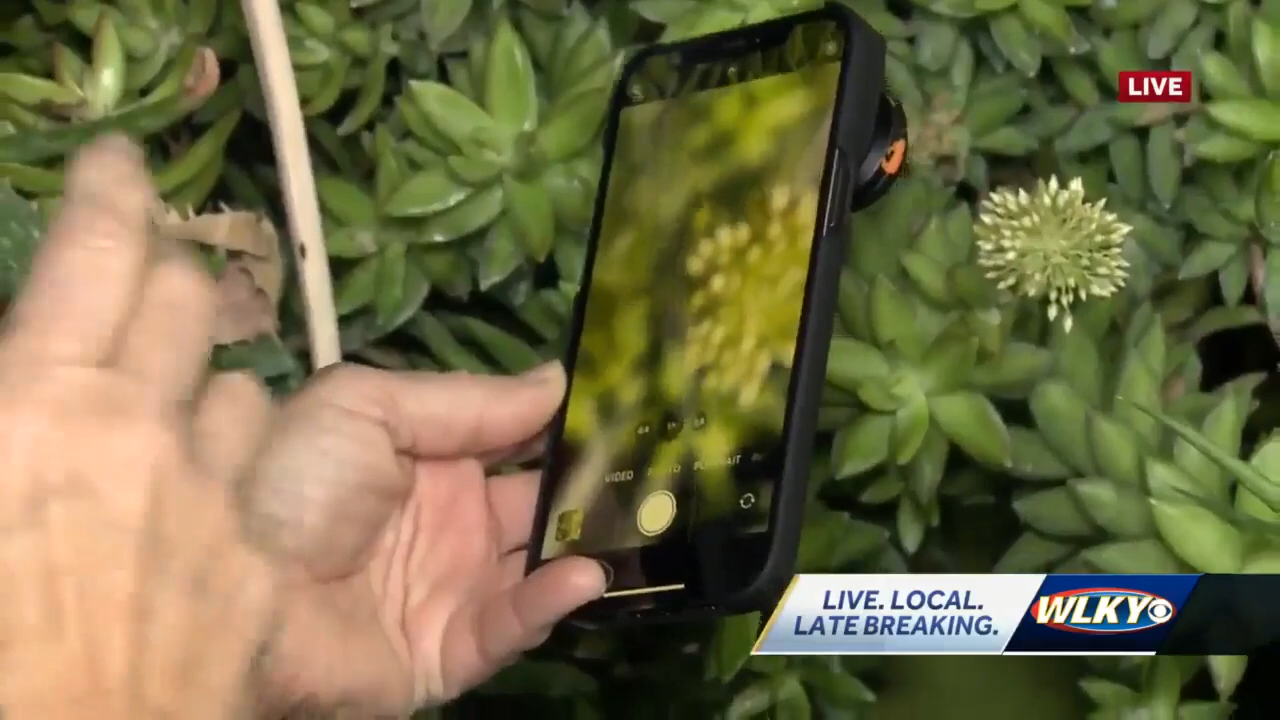 LIVE
VIDEO PHOTO PORTRAIT
LIVE. LOCAL.
LATE BREAKING.
WLKY